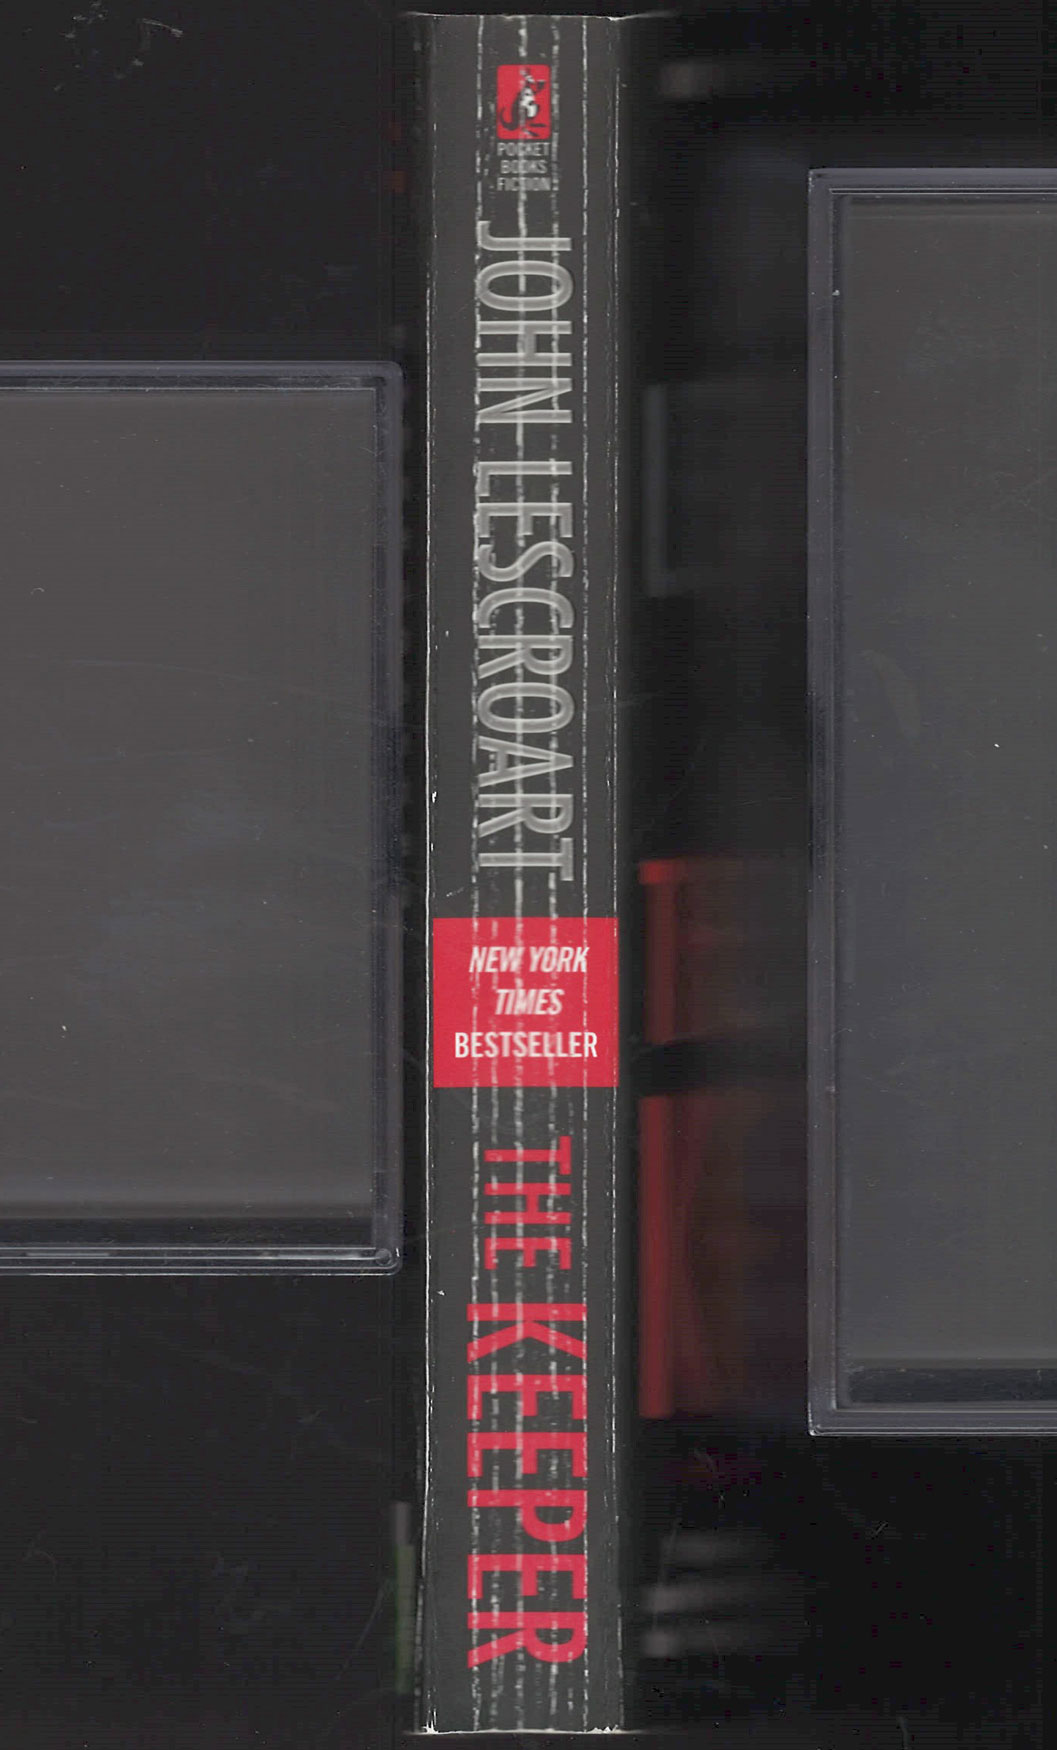 POCKET
BOOKS
FICTION
JOHN LESCROART
NEW YORK
TIMES
BESTSELLER
THE KEEPER